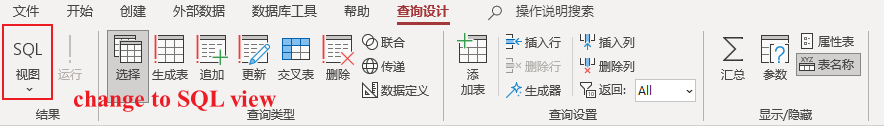 文件 开始 创建 外部数据 数据库工具 帮助 查询设计 操作说明搜索
SQL
视图
运行
结果
选择 生成表 追加 更新 交叉表 删除
联合
传递
数据定义
change to SQL view
查询类型
添
加表
插入行
删除行
生成器
插入列
删除列
返回: All
查询设置
汇总 参数
属性表
XYZ 表名称
显示/隐藏